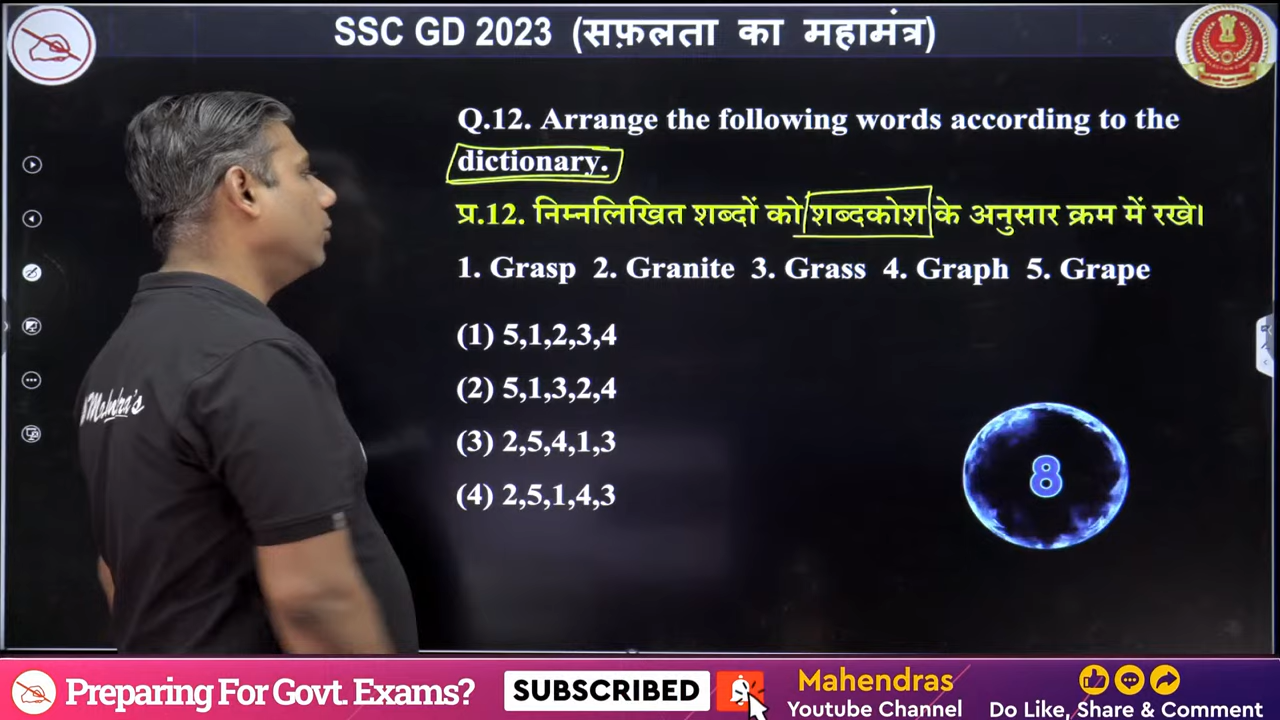 SSC GD 2023 (सफ़लता का महामंत्र)
Q.12. Arrange the following words according to the
dictionary.
प्र.12. निम्नलिखित शब्दों को शब्दकोश के अनुसार क्रम में रखे।
1. Grasp 2. Granite 3. Grass 4. Graph 5. Grape
(1) 5,1,2,3,4
(2) 5,1,3,2,4
(3) 2,5,4,1,3
(4) 2,5,1,4,3
8
Mahendra's
Preparing For Govt. Exams?
SUBSCRIBED
Mahendras
Youtube Channel
Do Like, Share & Comment